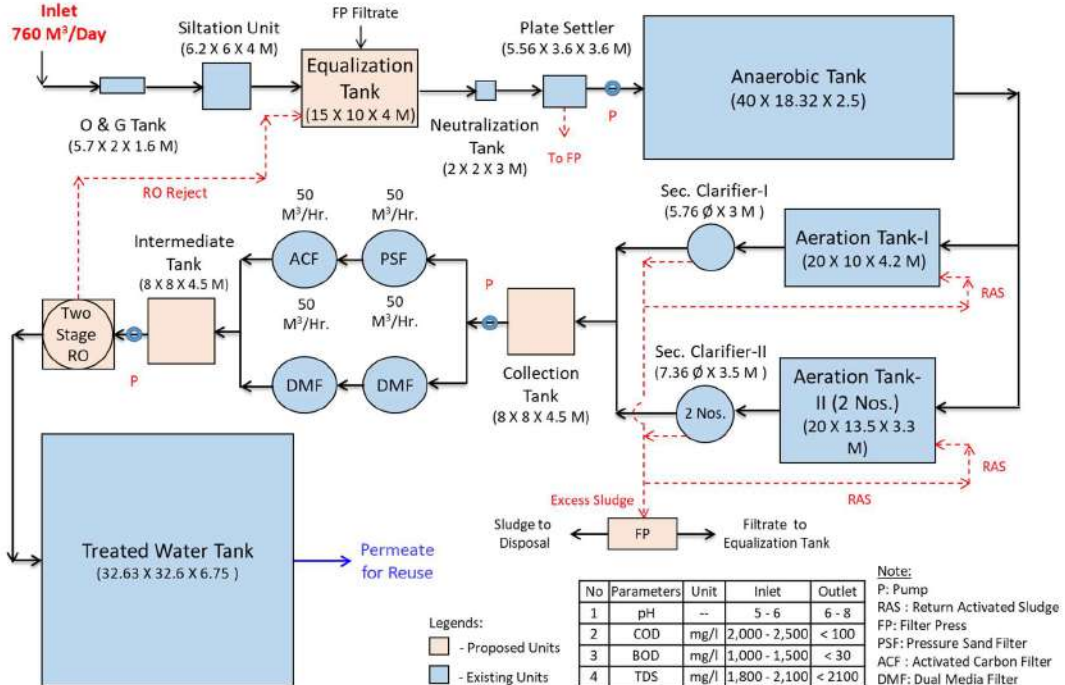 Inlet
760 M³/Day
Siltation Unit
(6.2 X 6 X 4 M)
FP Filtrate
Plate Settler
(5.56 X 3.6 X 3.6 M)
Equalization
Tank
(15 X 10 X 4 M)
Anaerobic Tank
(40 X 18.32 X 2.5)
O & G Tank
(5.7 X 2 X 1.6 M)
Neutralization
Tank
(2 X 2 X 3 M)
P
To FP
RO Reject
50
M³/Hr.
50
M³/Hr.
Sec. Clarifier-I
(5.76 Ø X 3 M )
Intermediate
Tank
(8 X 8 X 4.5 M)
ACF
PSF
Aeration Tank-I
(20 X 10 X 4.2 M)
RAS
P
50
M³/Hr.
50
M³/Hr.
Two
Stage
RO
P
DMF
DMF
Collection
Tank
(8 X 8 X 4.5 M)
Sec. Clarifier-II
(7.36 Ø X 3.5 M )
2 Nos.
Aeration Tank-
II (2 Nos.)
(20 X 13.5 X 3.3
M)
RAS
RAS
Excess Sludge
Sludge to
Disposal
FP
Filtrate to
Equalization Tank
Treated Water Tank
(32.63 X 32.6 X 6.75 )
Permeate
for Reuse
Legends:
- Proposed Units
- Existing Units
No Parameters Unit Inlet Outlet
1 pH -- 5 - 6 6 - 8
2 COD mg/l 2,000 - 2,500 < 100
3 BOD mg/l 1,000 - 1,500 < 30
4 TDS mg/l 1,800 - 2,100 < 2100
Note:
P: Pump
RAS : Return Activated Sludge
FP: Filter Press
PSF: Pressure Sand Filter
ACF : Activated Carbon Filter
DMF: Dual Media Filter